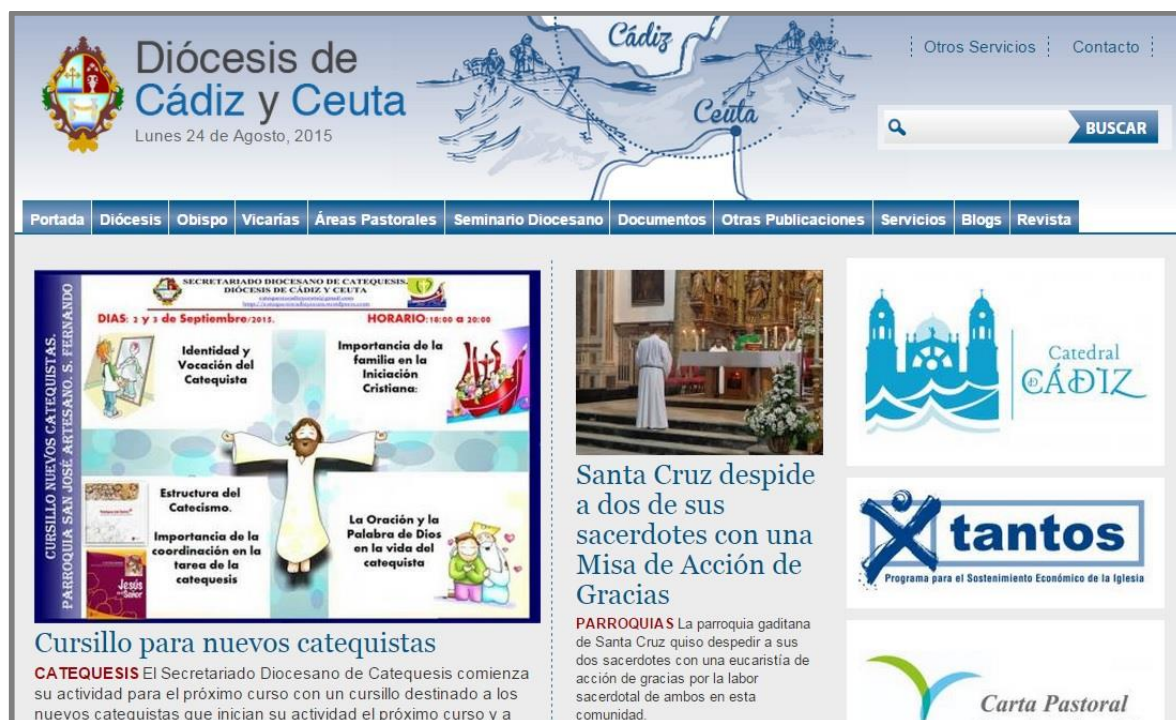 Diócesis de
Cádiz y Ceuta
Lunes 24 de Agosto, 2015
Cádiz
Ceuta
Otros Servicios
Contacto
BUSCAR
Portada
Diócesis
Obispo
Vicarías
Áreas Pastorales
Seminario Diocesano
Documentos
Otras Publicaciones
Servicios
Blogs
Revista
CURSILLO NUEVOS CATEQUISTAS.
PARROQUIA SAN JOSÉ ARTESANO. S. FERNANDO
SECRETARIADO DIOCESANO DE CATEQUESIS.
DIÓCESIS DE CÁDIZ Y CEUTA
DIAS: 2 y 3 de Septiembre/2015.
HORARIO:18:00 a 20:00
Identidad y
Vocación del
Catequista
Importancia de la
familia en la
Iniciación
Cristiana:
Estructura del
Catecismo.
Importancia de la
coordinación en la
tarea de la
catequesis
La Oración y la
Palabra de Dios
en la vida del
catequista
Jesús
Señor
Cursillo para nuevos catequistas
CATEQUESIS El Secretariado Diocesano de Catequesis comienza
su actividad para el próximo curso con un cursillo destinado a los
nuevos catequistas que inician su actividad el próximo curso y a
Santa Cruz despide
a dos de sus
sacerdotes con una
Misa de Acción de
Gracias
PARROQUIAS La parroquia gaditana
de Santa Cruz quiso despedir a sus
dos sacerdotes con una eucaristía de
acción de gracias por la labor
sacerdotal de ambos en esta
comunidad.
Catedral
DE CÁDIZ
Xtantos
Programa para el Sostenimiento Económico de la Iglesia
Carta Pastoral